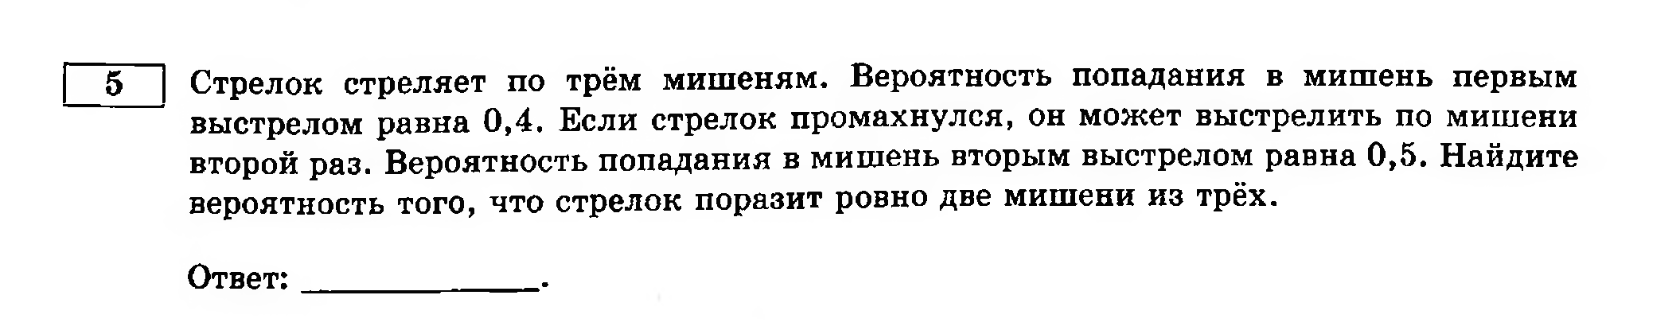 5 Стрелок стреляет по трём мишеням. Вероятность попадания в мишень первым
выстрелом равна 0,4. Если стрелок промахнулся, он может выстрелить по мишени
второй раз. Вероятность попадания в мишень вторым выстрелом равна 0,5. Найдите
вероятность того, что стрелок поразит ровно две мишени из трёх.
Ответ: ______________.